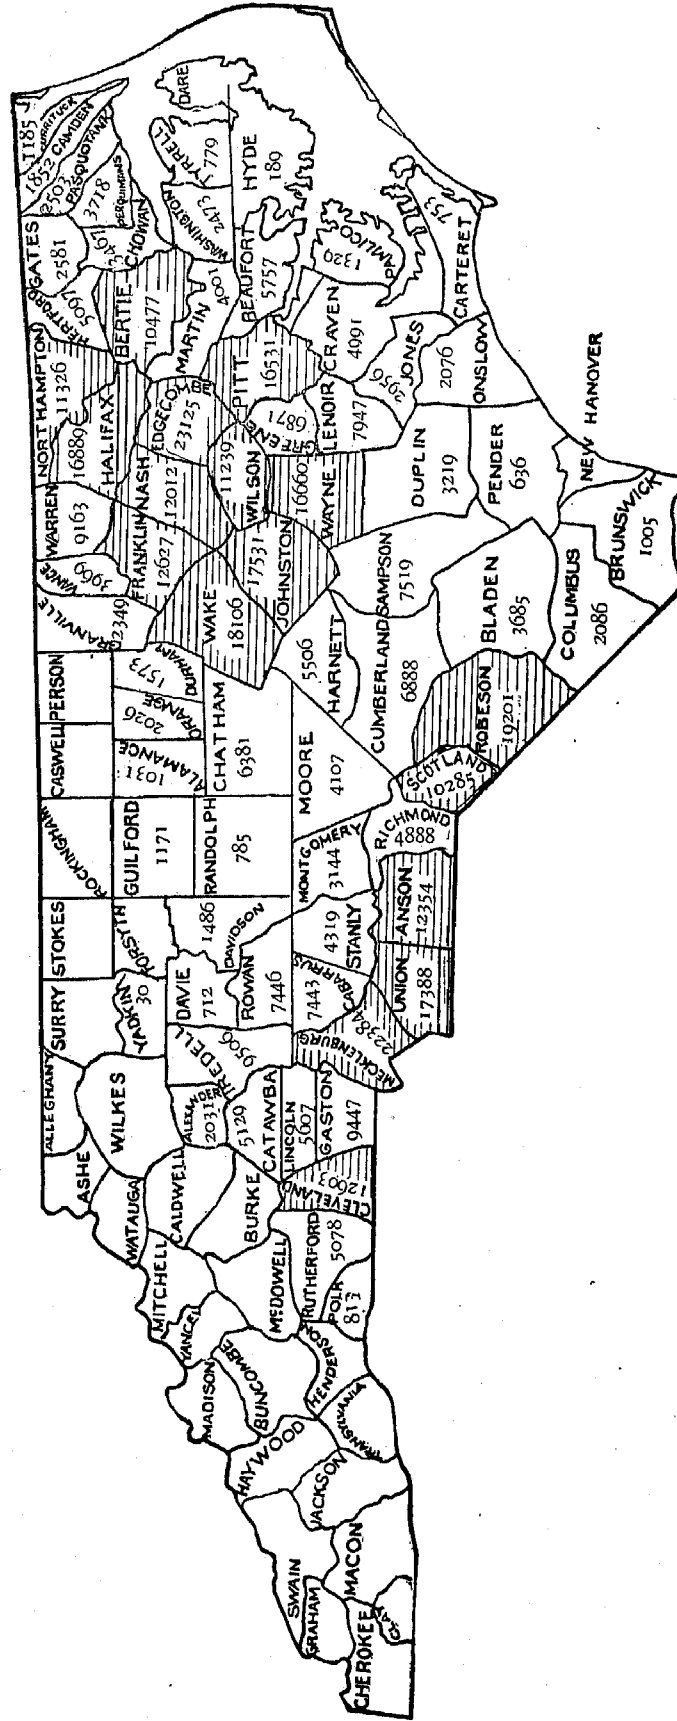 CHEROKEE
GRAHAM
CLAY
SWAIN
MACON
JACKSON
HAYWOOD
TRANSYLVANIA
MADISON
BUNCOMBE
HENDERSON
YANCEY
MITCHELL
McDOWELL
RUTHERFORD
5078
POLK
813
WATAUGA
CALDWELL
BURKE
CLEVELAND
12603
ASHE
ALLEGHANY
WILKES
ALEXANDER
2031
CATAWBA
5129
LINCOLN
5607
GASTON
9447
SURRY
YADKIN
30
IREDELL
9506
MECKLENBURG
22384
STOKES
FORSYTH
DAVIE
712
DAVIDSON
1486
ROWAN
7446
CABARRUS
7443
STANLY
4319
UNION
17388
ANSON
12354
ROCKINGHAM
GUILFORD
1171
RANDOLPH
785
MONTGOMERY
3144
RICHMOND
4888
SCOTLAND
10285
CASWELL
PERSON
ALAMANCE
1031
ORANGE
2026
DURHAM
1573
CHATHAM
6381
MOORE
4107
HARNETT
5506
CUMBERLAND
6888
ROBESON
19201
GRANVILLE
2349
VANCE
3969
WARREN
9163
FRANKLIN
12627
WAKE
18106
JOHNSTON
17531
NASH
12012
WILSON
11239
WAYNE
16660
SAMPSON
7519
BLADEN
3685
COLUMBUS
2086
BRUNSWICK
1005
NEW HANOVER
PENDER
636
DUPLIN
3219
NORTHAMPTON
11326
HALIFAX
16889
EDGECOMBE
23125
PITT
16531
GREENE
6871
LENOIR
7947
JONES
2956
ONSLOW
2076
CARTERET
753
CRAVEN
4091
PAMLICO
1320
BEAUFORT
5757
HYDE
189
MARTIN
4001
BERTIE
10477
HERTFORD
5097
GATES
2581
CHOWAN
PERQUIMANS
3718
PASQUOTANK
2503
CAMDEN
1852
CURRITUCK
1185
WASHINGTON
2473
TYRRELL
779
DARE